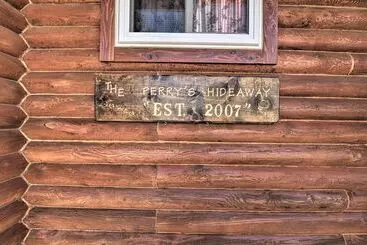 THE PERRY'S HIDEAWAY
"EST. 2007"